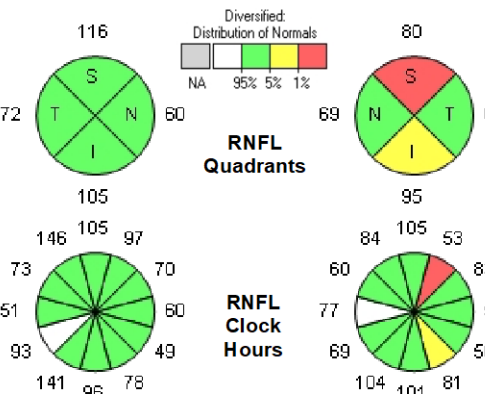 Diversified:
Distribution of Normals
NA 95% 5% 1%
116 80
S S
72 T N 60 69 N T
I I
RNFL
Quadrants
105 95
105 105
146 97 84 53
73 70 60
51 60 77
RNFL
Clock
Hours
93 49 69
141 78 104 81
96 101